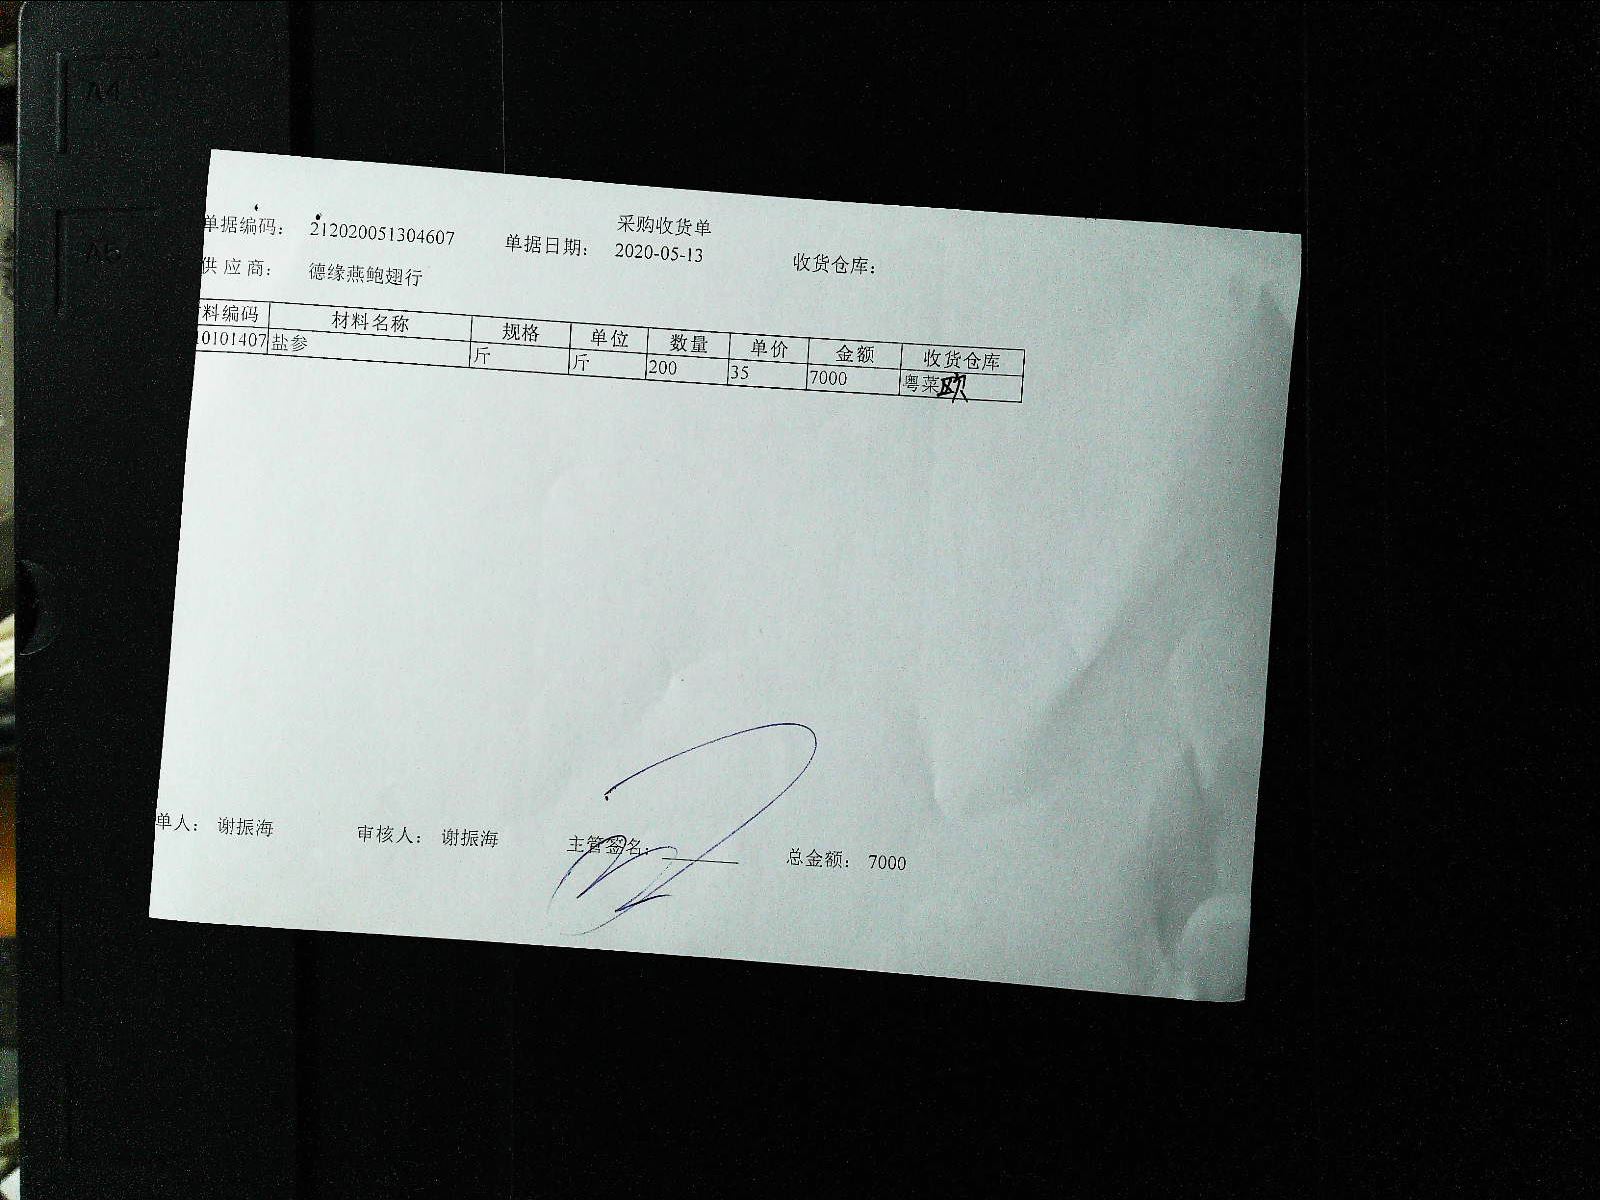 A4
A5
采购收货单
单据编码： 212020051304607 单据日期： 2020-05-13 收货仓库：
供应商： 德缘燕鲍翅行
料编码 材料名称 规格 单位 数量 单价 金额 收货仓库
0101407 盐参 斤 斤 200 35 7000 粤菜
单人： 谢振海 审核人： 谢振海 主管签名： 总金额： 7000